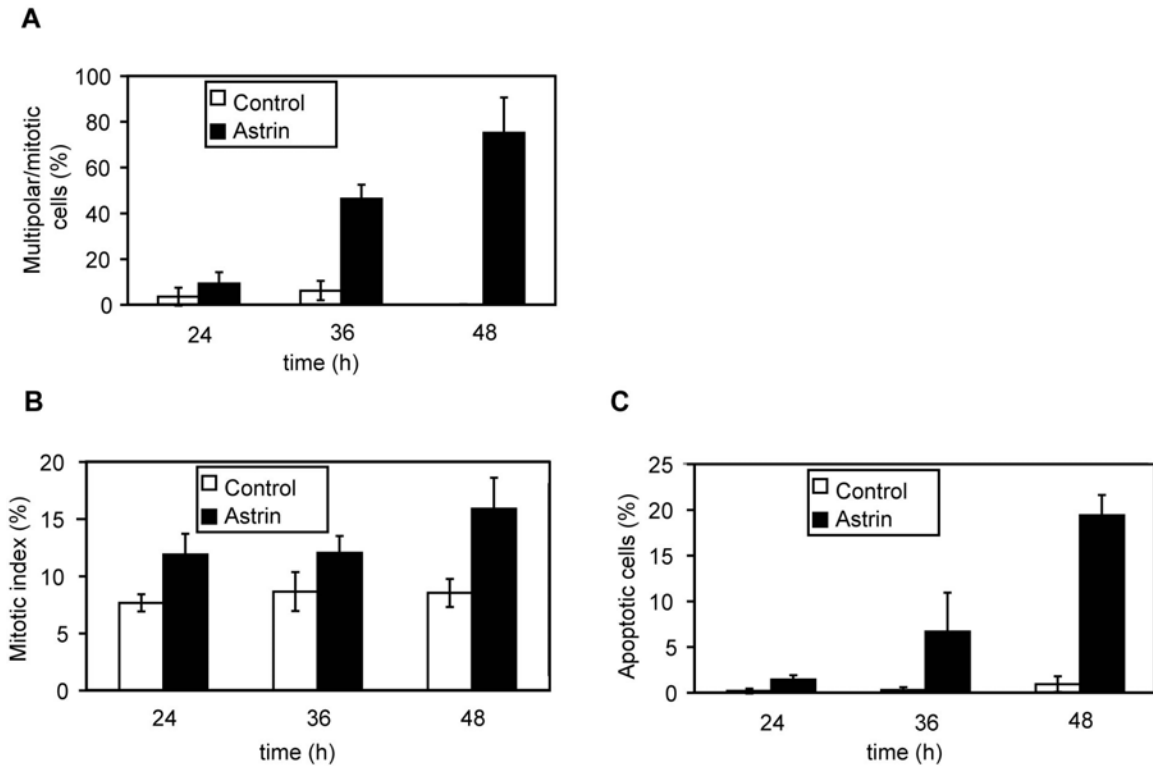 A
Multipolar/mitotic
cells (%)
100
80
60
40
20
0
Control
Astrin
24 36 48
time (h)
B
Mitotic index (%)
20
15
10
5
0
Control
Astrin
24 36 48
time (h)
C
Apoptotic cells (%)
25
20
15
10
5
0
Control
Astrin
24 36 48
time (h)